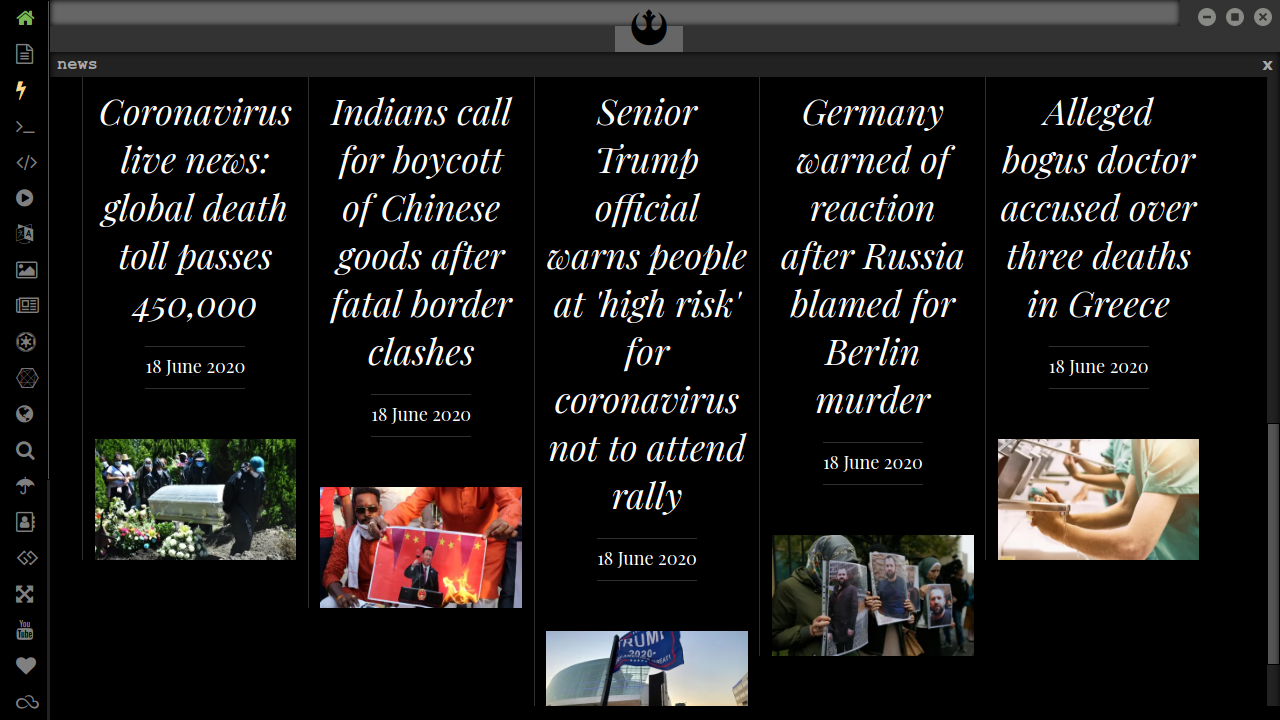 news
x
Coronavirus
live news:
global death
toll passes
450,000
18 June 2020
Indians call
for boycott
of Chinese
goods after
fatal border
clashes
18 June 2020
Senior
Trump
official
warns people
at 'high risk'
for
coronavirus
not to attend
rally
18 June 2020
TRUMP
2020
Germany
warned of
reaction
after Russia
blamed for
Berlin
murder
18 June 2020
Alleged
bogus doctor
accused over
three deaths
in Greece
18 June 2020
You
Tube